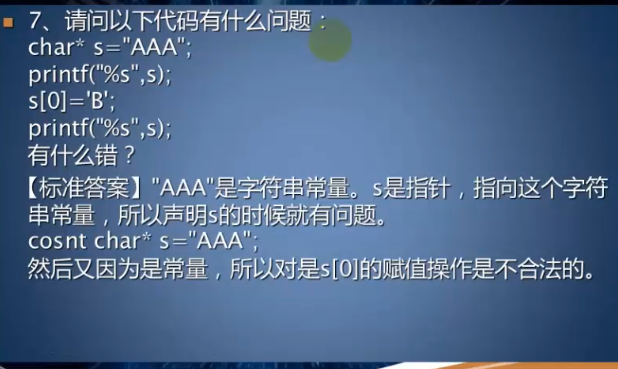 7、请问以下代码有什么问题：
char* s="AAA";
printf("%s",s);
s[0]='B';
printf("%s",s);
有什么错？
【标准答案】"AAA"是字符串常量。s是指针，指向这个字符
串常量，所以声明s的时候就有问题。
cosnt char* s="AAA";
然后又因为是常量，所以对是s[0]的赋值操作是不合法的。